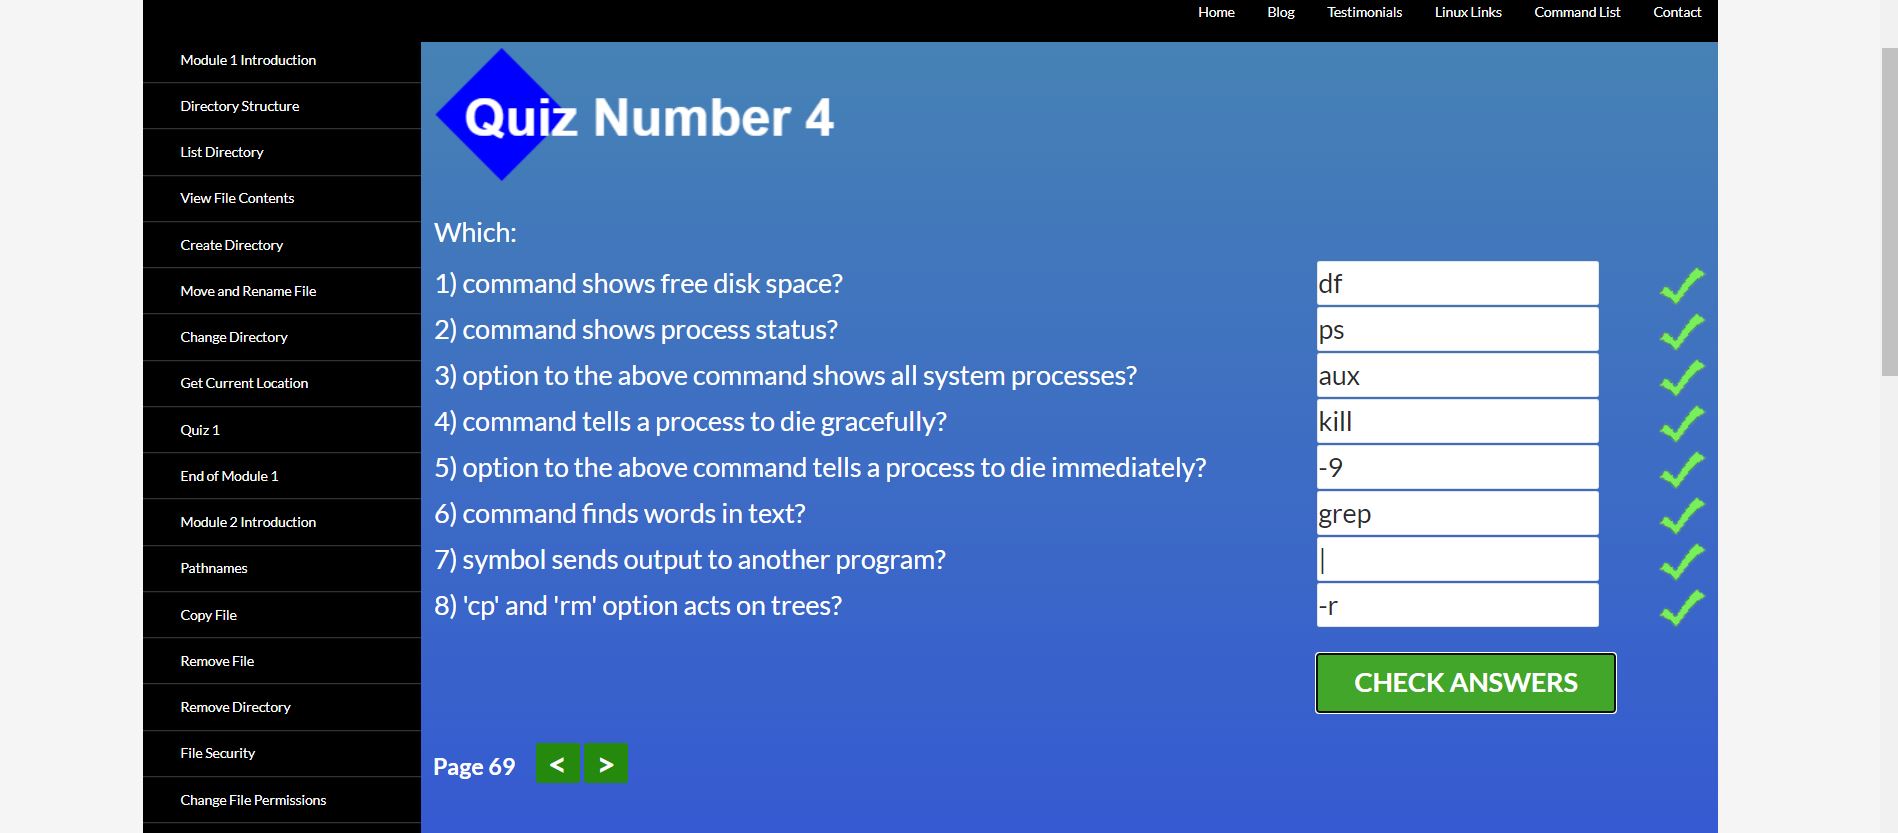 Home Blog Testimonials Linux Links Command List Contact
Module 1 Introduction
Directory Structure
List Directory
View File Contents
Create Directory
Move and Rename File
Change Directory
Get Current Location
Quiz 1
End of Module 1
Module 2 Introduction
Pathnames
Copy File
Remove File
Remove Directory
File Security
Change File Permissions
Quiz Number 4
Which:
1) command shows free disk space? df
2) command shows process status? ps
3) option to the above command shows all system processes? aux
4) command tells a process to die gracefully? kill
5) option to the above command tells a process to die immediately? -9
6) command finds words in text? grep
7) symbol sends output to another program? |
8) 'cp' and 'rm' option acts on trees? -r
CHECK ANSWERS
Page 69 < >